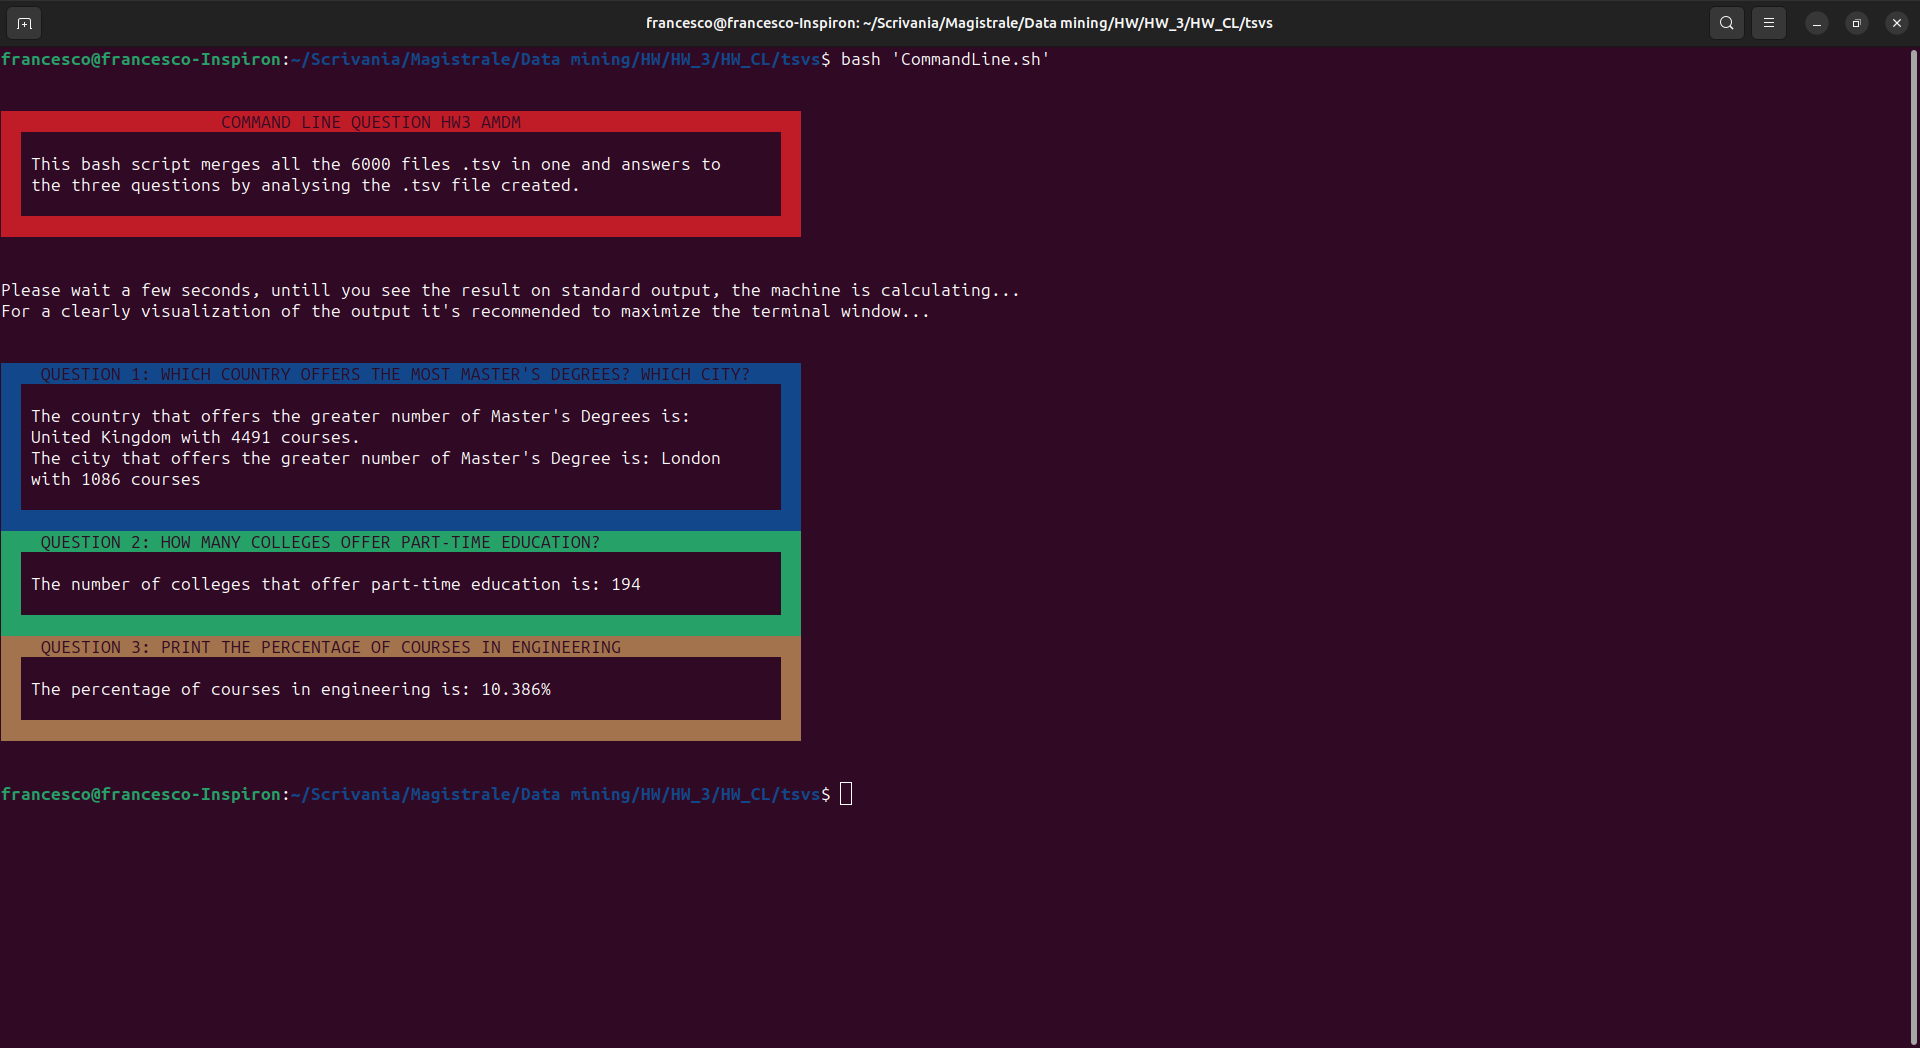 francesco@francesco-Inspiron: ~/Scrivania/Magistrale/Data mining/HW/HW_3/HW_CL/tsvs
francesco@francesco-Inspiron:~/Scrivania/Magistrale/Data mining/HW/HW_3/HW_CL/tsvs$ bash 'CommandLine.sh'
COMMAND LINE QUESTION HW3 AMDM
This bash script merges all the 6000 files .tsv in one and answers to
the three questions by analysing the .tsv file created.
Please wait a few seconds, untill you see the result on standard output, the machine is calculating...
For a clearly visualization of the output it's recommended to maximize the terminal window...
QUESTION 1: WHICH COUNTRY OFFERS THE MOST MASTER'S DEGREES? WHICH CITY?
The country that offers the greater number of Master's Degrees is:
United Kingdom with 4491 courses.
The city that offers the greater number of Master's Degree is: London
with 1086 courses
QUESTION 2: HOW MANY COLLEGES OFFER PART-TIME EDUCATION?
The number of colleges that offer part-time education is: 194
QUESTION 3: PRINT THE PERCENTAGE OF COURSES IN ENGINEERING
The percentage of courses in engineering is: 10.386%
francesco@francesco-Inspiron:~/Scrivania/Magistrale/Data mining/HW/HW_3/HW_CL/tsvs$